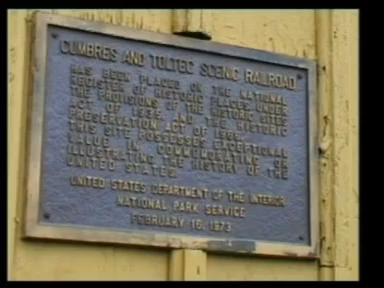 CUMBRES AND TOLTEC SCENIC RAILROAD
HAS BEEN PLACED ON THE NATIONAL
REGISTER OF HISTORIC PLACES UNDER
THE PROVISIONS OF THE HISTORIC SITES
ACT OF 1935, AND THE HISTORIC
PRESERVATION ACT OF 1966.
THIS SITE POSSESSES EXCEPTIONAL
VALUE IN COMMEMORATING OR
ILLUSTRATING THE HISTORY OF THE
UNITED STATES
UNITED STATES DEPARTMENT OF THE INTERIOR
NATIONAL PARK SERVICE
FEBRUARY 16, 1973